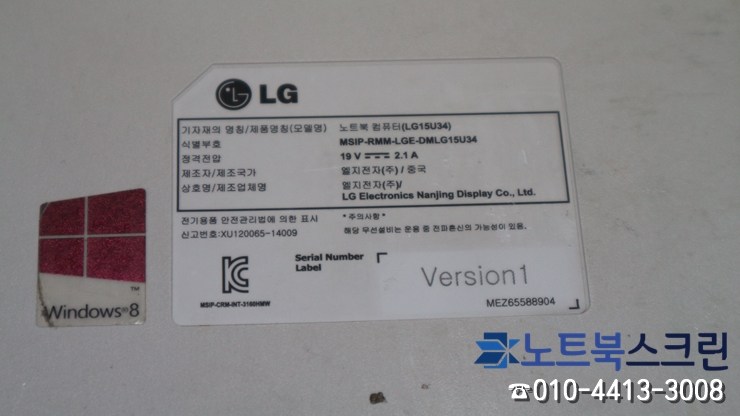 LG
기자재의 명칭/제품명칭(모델명) 노트북 컴퓨터(LG15U34)
식별부호 MSIP-RMM-LGE-DMLG15U34
정격전압 19 V 2.1 A
제조자/제조국가 엘지전자(주) / 중국
상호명/제조업체명 엘지전자(주)/
LG Electronics Nanjing Display Co., Ltd.
전기용품 안전관리법에 의한 표시 * 주의사항 *
신고번호:XU120065-14009 해당 무선설비는 운용 중 전파혼신의 가능성이 있음.
Serial Number
Label
Version1
MSIP-CRM-INT-3160HMW
MEZ65588904
Windows®8
TM
노트북스크린
☎010-4413-3008